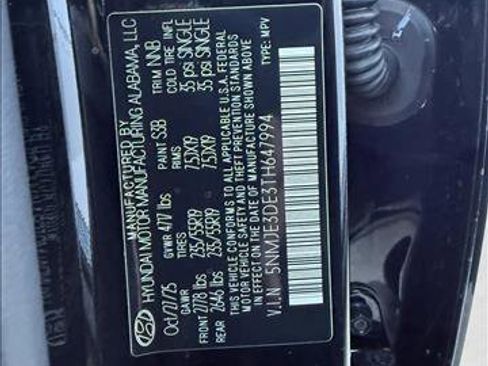 MANUFACTURED BY
HYUNDAI MOTOR MANUFACTURING ALABAMA, LLC
Oct/27/25 GVWR 4717 lbs PAINT S3B TRIM NNB
GAWR TIRES RIMS COLD TIRE INFL
FRONT 2778 lbs 235/55R19 7.5JX19 35 psi SINGLE
REAR 2646 lbs 235/55R19 7.5JX19 35 psi SINGLE
THIS VEHICLE CONFORMS TO ALL APPLICABLE U.S.A. FEDERAL
MOTOR VEHICLE SAFETY AND THEFT PREVENTION STANDARDS
IN EFFECT ON THE DATE OF MANUFACTURE SHOWN ABOVE.
V.I.N 5NMJE3DE3TH647994 TYPE: MPV